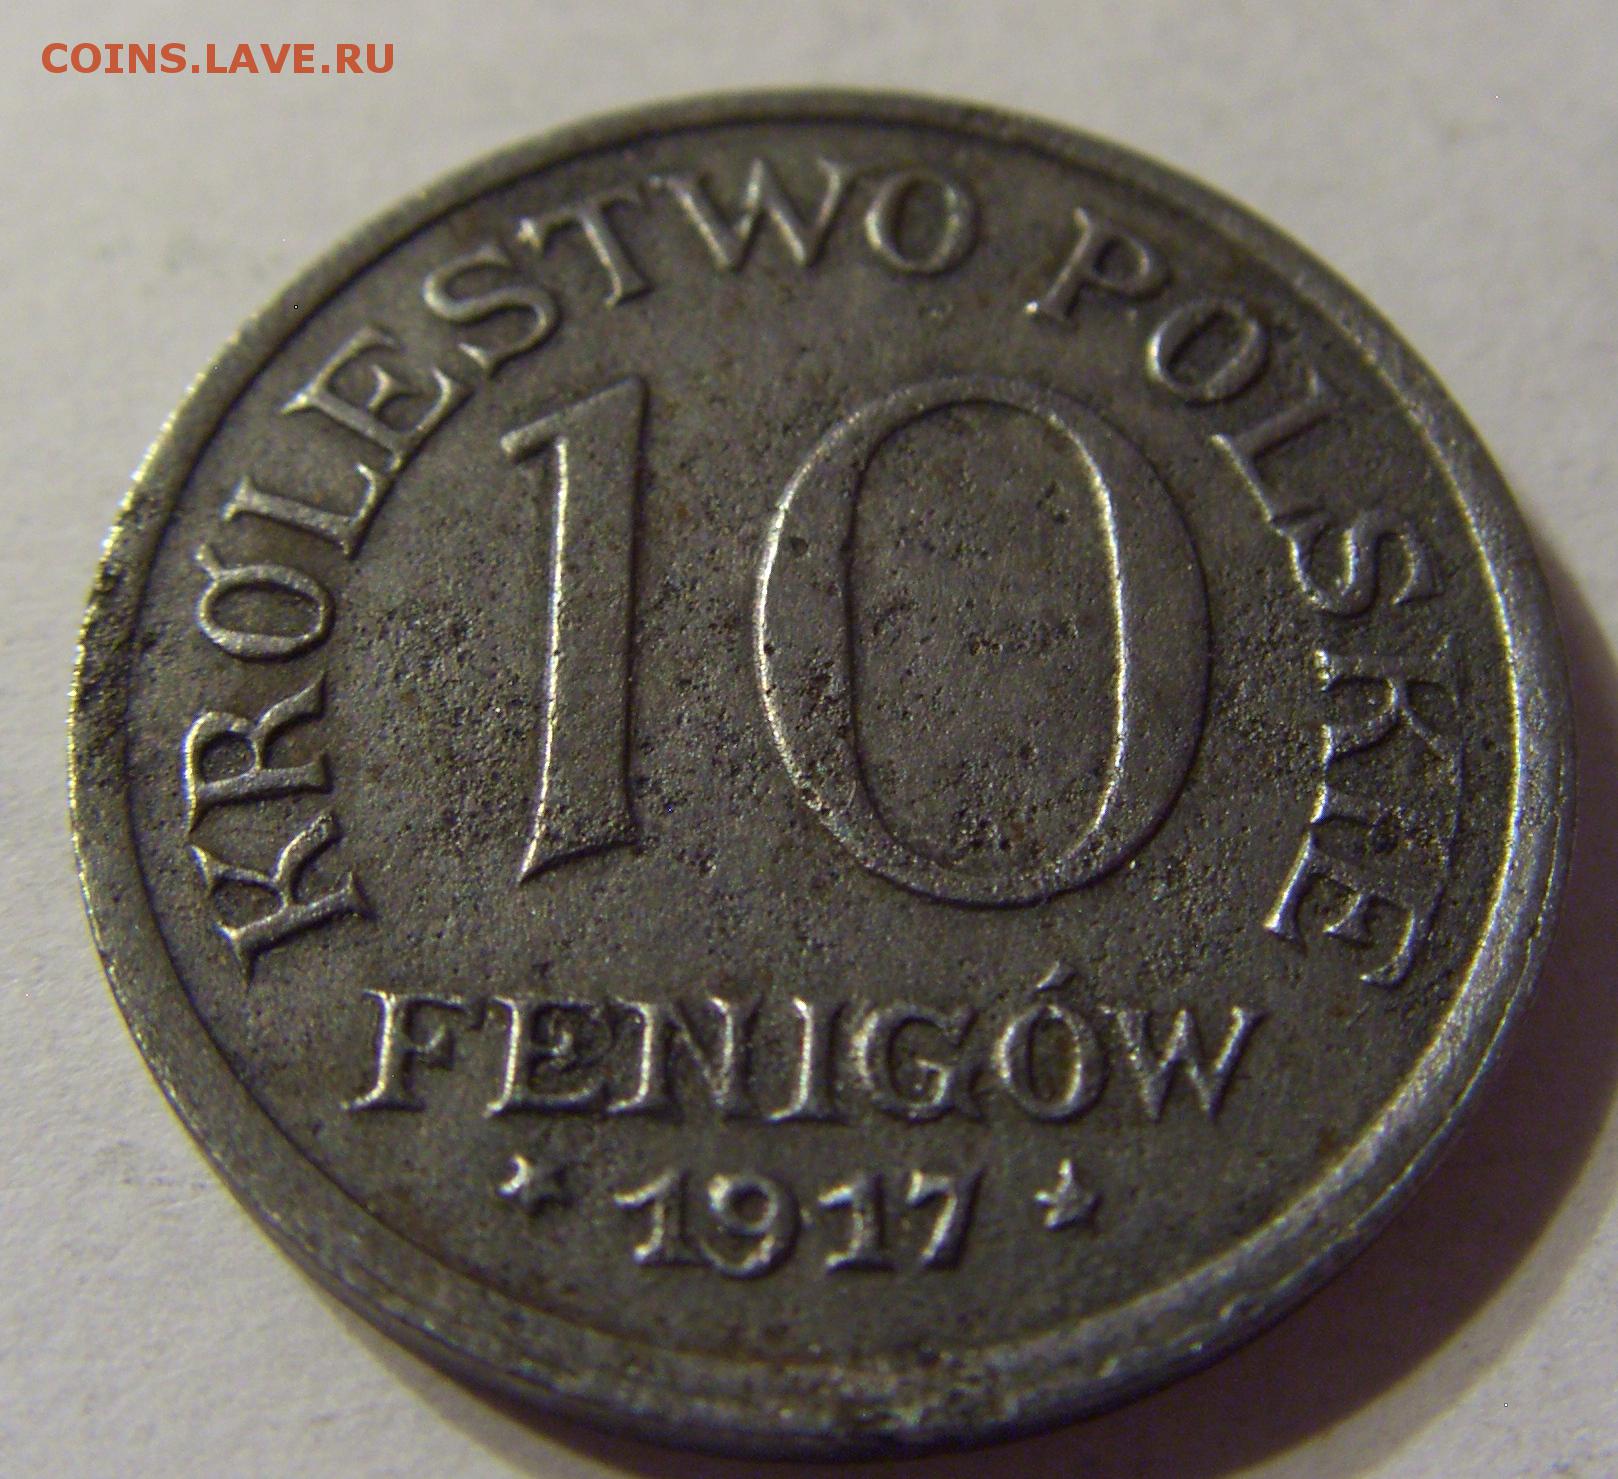 COINS.LAVE.RU
KRÓLESTWO POLSKIE
10
FENIGÓW
1917